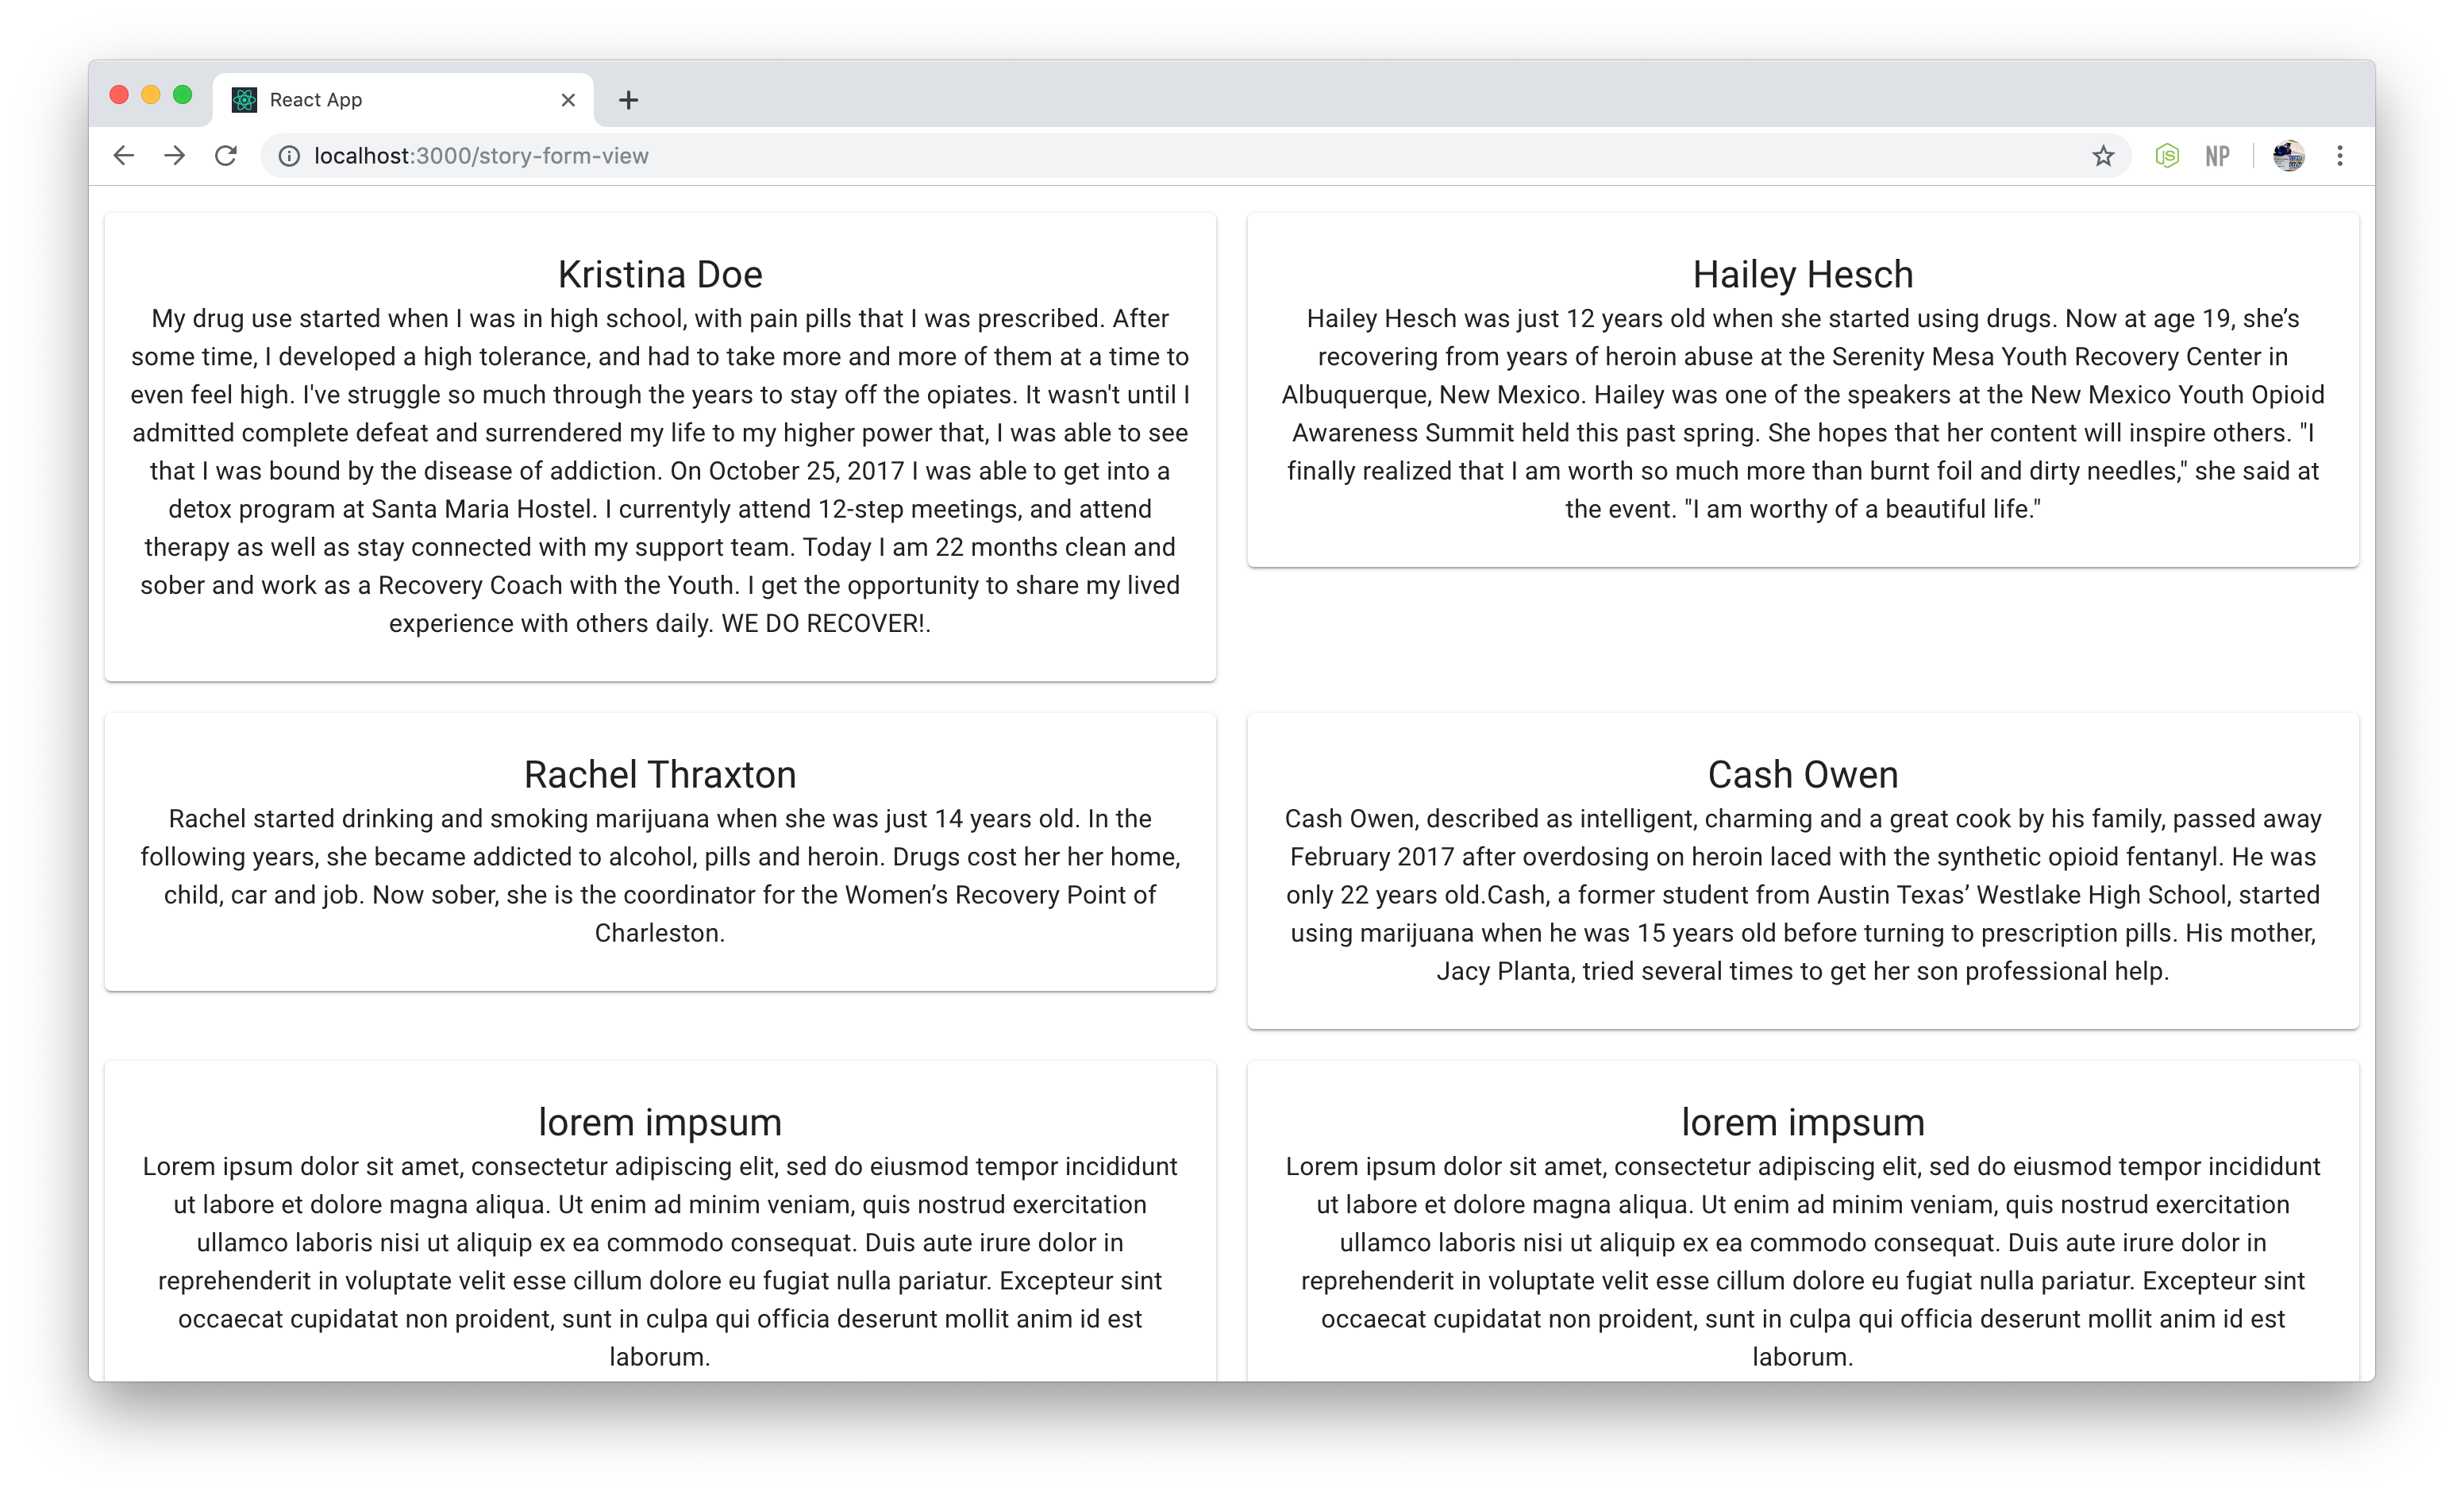 React App
localhost:3000/story-form-view
NP
Kristina Doe
My drug use started when I was in high school, with pain pills that I was prescribed. After
some time, I developed a high tolerance, and had to take more and more of them at a time to
even feel high. I've struggle so much through the years to stay off the opiates. It wasn't until I
admitted complete defeat and surrendered my life to my higher power that, I was able to see
that I was bound by the disease of addiction. On October 25, 2017 I was able to get into a
detox program at Santa Maria Hostel. I currentyly attend 12-step meetings, and attend
therapy as well as stay connected with my support team. Today I am 22 months clean and
sober and work as a Recovery Coach with the Youth. I get the opportunity to share my lived
experience with others daily. WE DO RECOVER!.
Hailey Hesch
Hailey Hesch was just 12 years old when she started using drugs. Now at age 19, she’s
recovering from years of heroin abuse at the Serenity Mesa Youth Recovery Center in
Albuquerque, New Mexico. Hailey was one of the speakers at the New Mexico Youth Opioid
Awareness Summit held this past spring. She hopes that her content will inspire others. "I
finally realized that I am worth so much more than burnt foil and dirty needles," she said at
the event. "I am worthy of a beautiful life."
Rachel Thraxton
Rachel started drinking and smoking marijuana when she was just 14 years old. In the
following years, she became addicted to alcohol, pills and heroin. Drugs cost her her home,
child, car and job. Now sober, she is the coordinator for the Women’s Recovery Point of
Charleston.
Cash Owen
Cash Owen, described as intelligent, charming and a great cook by his family, passed away
February 2017 after overdosing on heroin laced with the synthetic opioid fentanyl. He was
only 22 years old.Cash, a former student from Austin Texas’ Westlake High School, started
using marijuana when he was 15 years old before turning to prescription pills. His mother,
Jacy Planta, tried several times to get her son professional help.
lorem impsum
Lorem ipsum dolor sit amet, consectetur adipiscing elit, sed do eiusmod tempor incididunt
ut labore et dolore magna aliqua. Ut enim ad minim veniam, quis nostrud exercitation
ullamco laboris nisi ut aliquip ex ea commodo consequat. Duis aute irure dolor in
reprehenderit in voluptate velit esse cillum dolore eu fugiat nulla pariatur. Excepteur sint
occaecat cupidatat non proident, sunt in culpa qui officia deserunt mollit anim id est
laborum.
lorem impsum
Lorem ipsum dolor sit amet, consectetur adipiscing elit, sed do eiusmod tempor incididunt
ut labore et dolore magna aliqua. Ut enim ad minim veniam, quis nostrud exercitation
ullamco laboris nisi ut aliquip ex ea commodo consequat. Duis aute irure dolor in
reprehenderit in voluptate velit esse cillum dolore eu fugiat nulla pariatur. Excepteur sint
occaecat cupidatat non proident, sunt in culpa qui officia deserunt mollit anim id est
laborum.